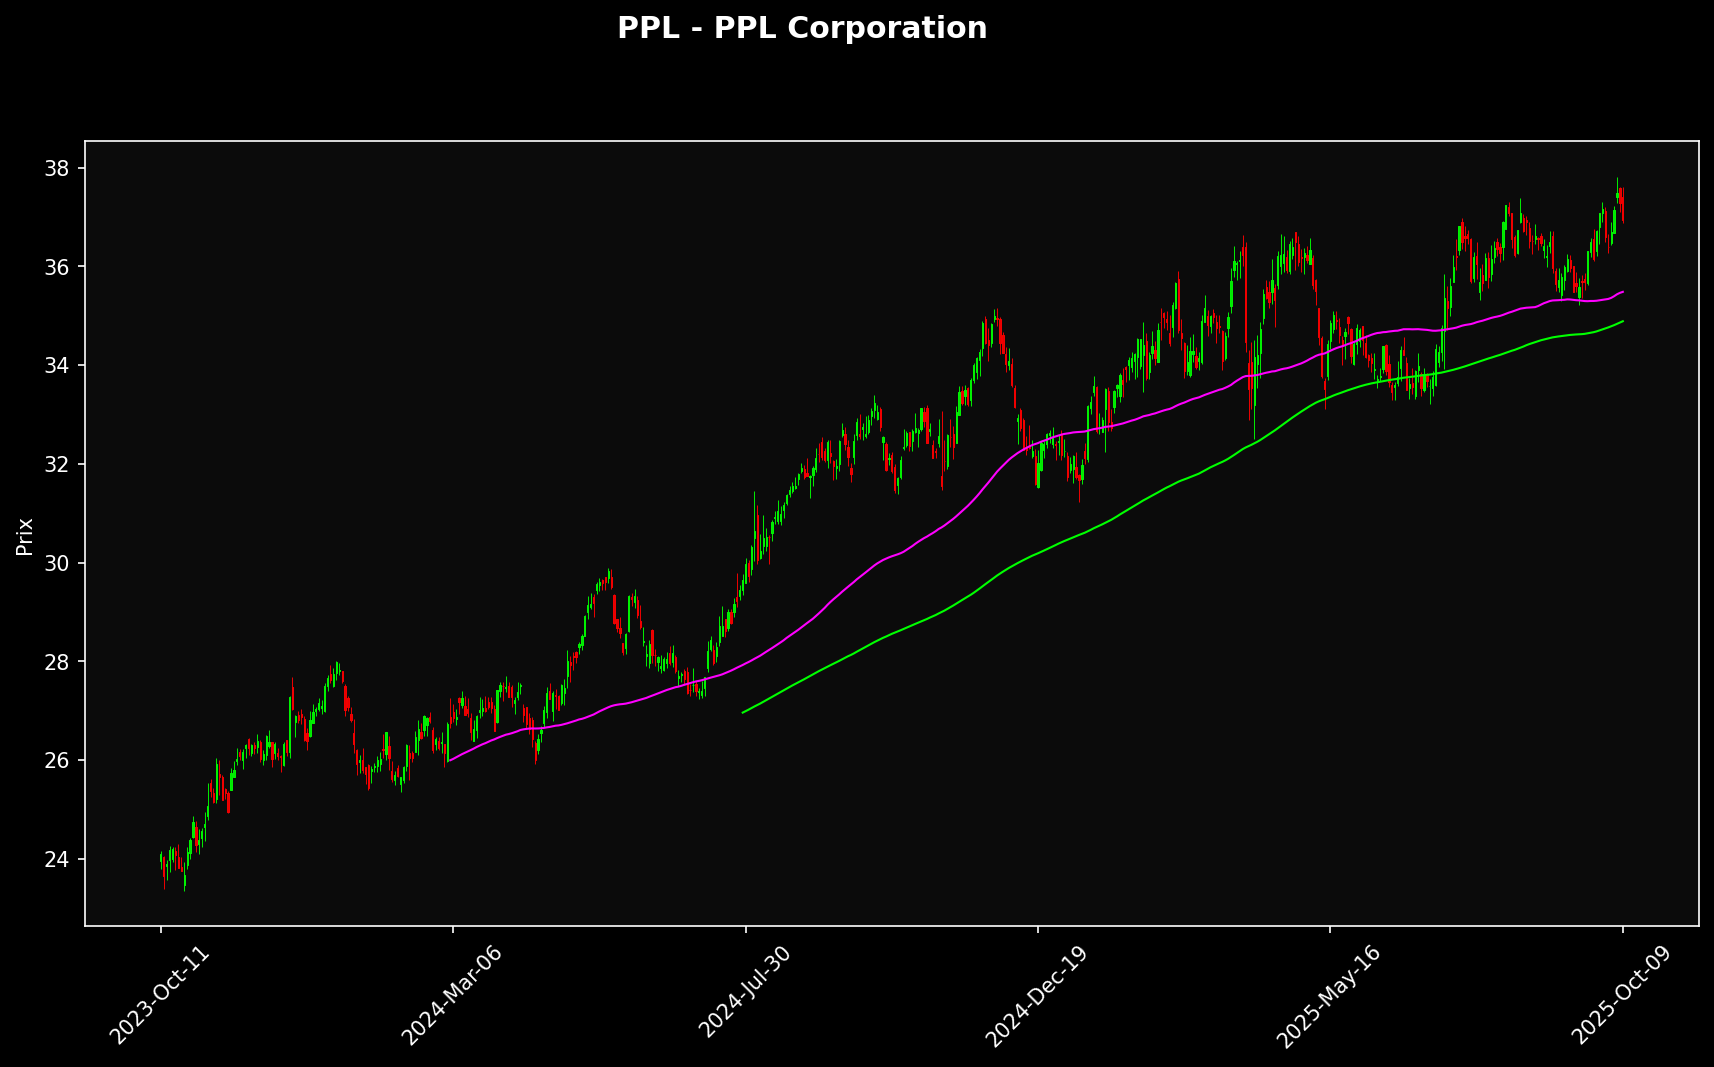 PPL - PPL Corporation
Prix
38
36
34
32
30
28
26
24
2023-Oct-11
2024-Mar-06
2024-Jul-30
2024-Dec-19
2025-May-16
2025-Oct-09